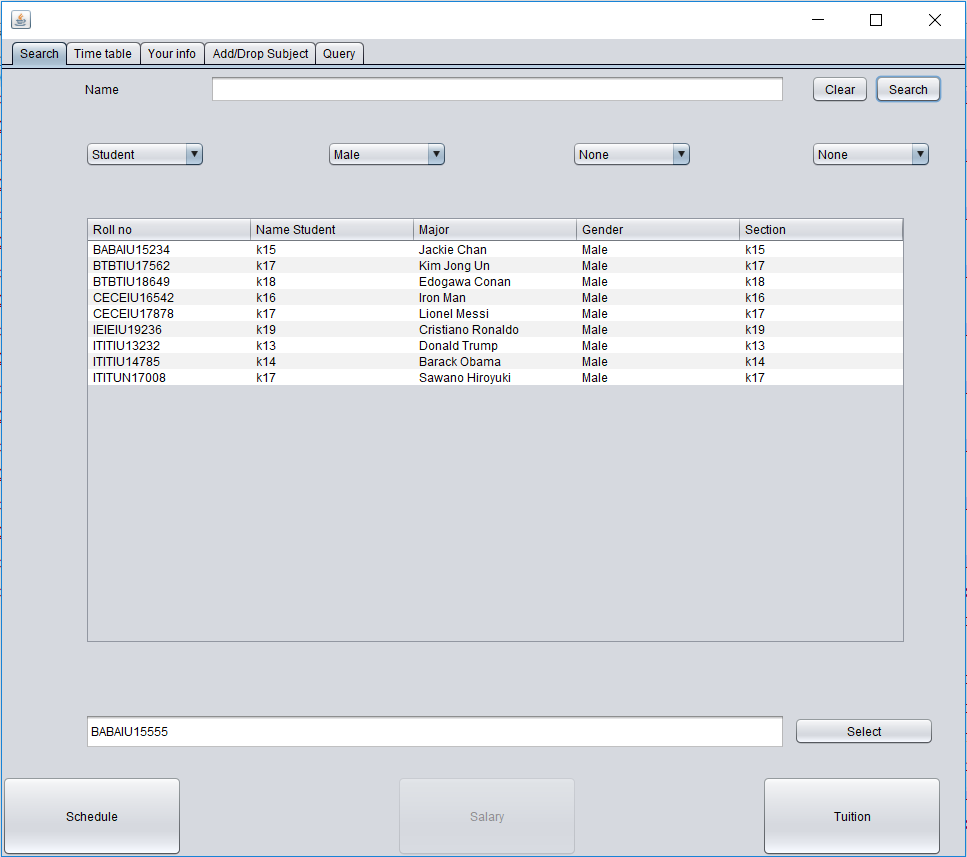 Search Time table Your info Add/Drop Subject Query
Name Clear Search
Student Male None None
Roll no Name Student Major Gender Section
BABAIU15234 k15 Jackie Chan Male k15
BTBTIU17562 k17 Kim Jong Un Male k17
BTBTIU18649 k18 Edogawa Conan Male k18
CECEIU16542 k16 Iron Man Male k16
CECEIU17878 k17 Lionel Messi Male k17
IEIEIU19236 k19 Cristiano Ronaldo Male k19
ITITIU13232 k13 Donald Trump Male k13
ITITIU14785 k14 Barack Obama Male k14
ITITUN17008 k17 Sawano Hiroyuki Male k17
BABAIU15555 Select
Schedule Salary Tuition